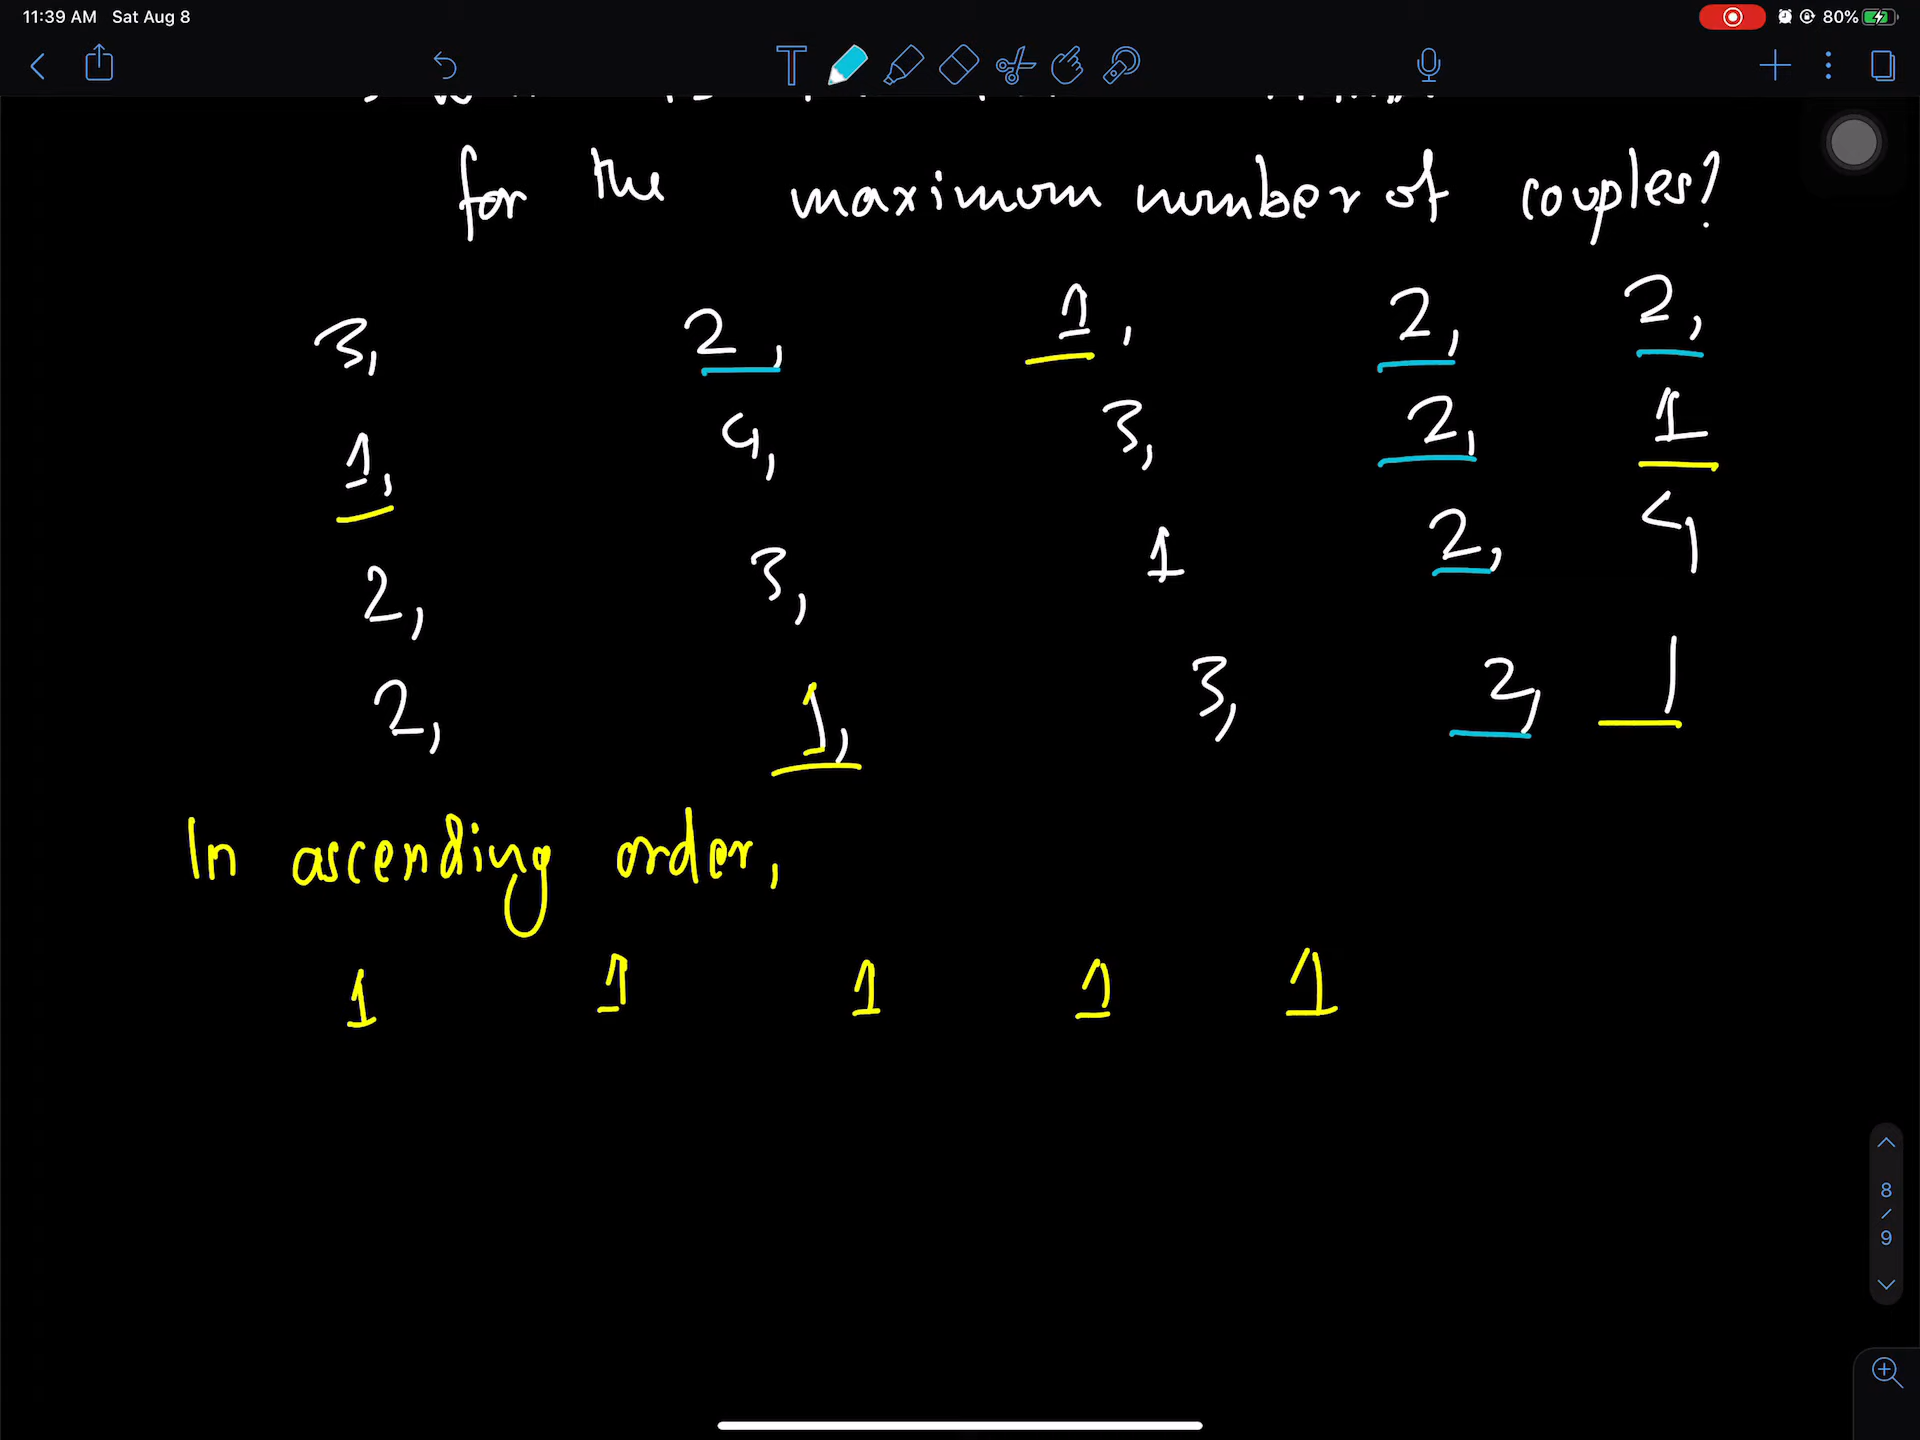 11:39 AM Sat Aug 8 80%
T
for the maximum number of couples?
3, 2, 1, 2, 2,
1, 4, 3, 2, 1
2, 3, 1 2, 4,
2, 1, 3, 2, 1
In ascending order,
1 1 1 1 1
8
/
9